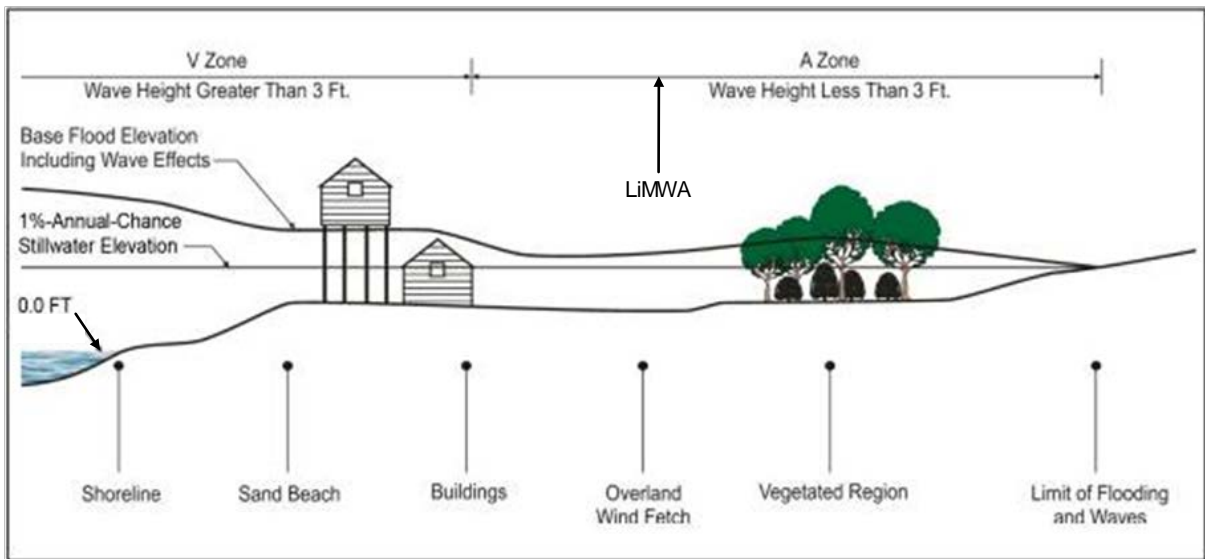 V Zone
Wave Height Greater Than 3 Ft.
A Zone
Wave Height Less Than 3 Ft.
Base Flood Elevation
Including Wave Effects
LiMWA
1%-Annual-Chance
Stillwater Elevation
0.0 FT
Shoreline
Sand Beach
Buildings
Overland
Wind Fetch
Vegetated Region
Limit of Flooding
and Waves